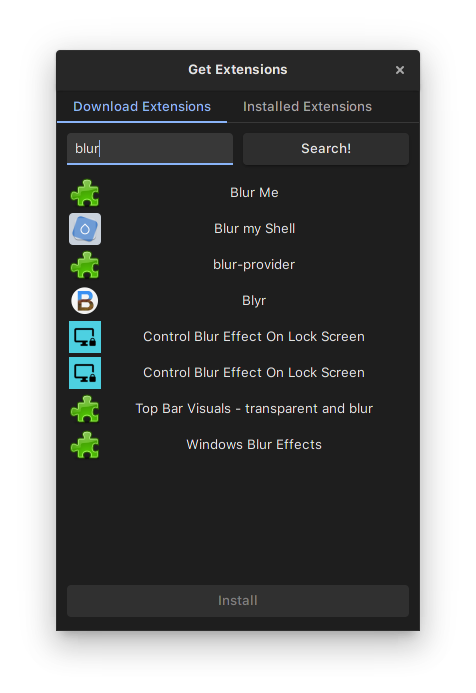 Get Extensions
Download Extensions Installed Extensions
blur Search!
Blur Me
Blur my Shell
blur-provider
B Blyr
Control Blur Effect On Lock Screen
Control Blur Effect On Lock Screen
Top Bar Visuals - transparent and blur
Windows Blur Effects
Install